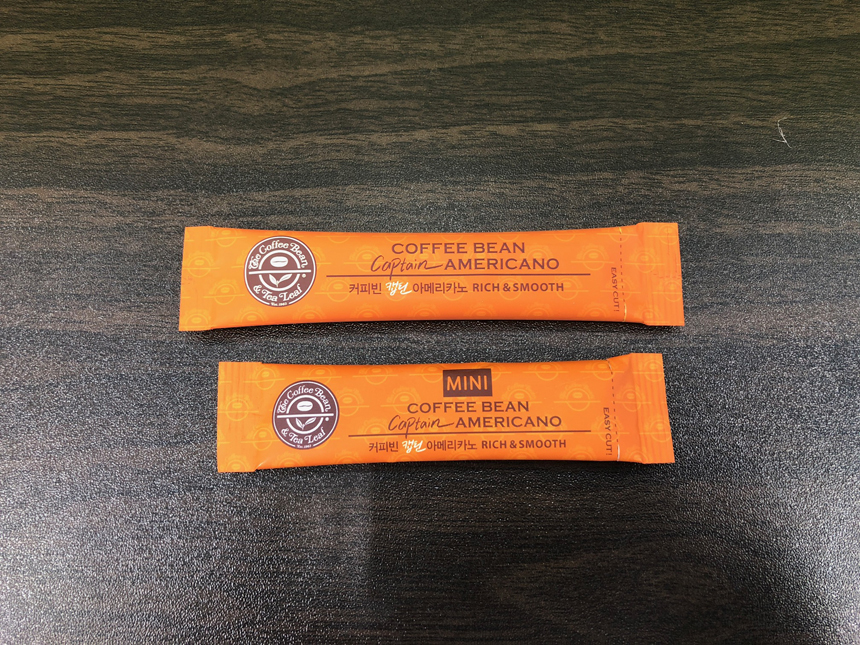 The Coffee Bean
& Tea Leaf
COFFEE BEAN
Captain AMERICANO
커피빈 캡틴 아메리카노 RICH & SMOOTH
EASY CUT!
The Coffee Bean
& Tea Leaf
MINI
COFFEE BEAN
Captain AMERICANO
커피빈 캡틴 아메리카노 RICH & SMOOTH
EASY CUT!